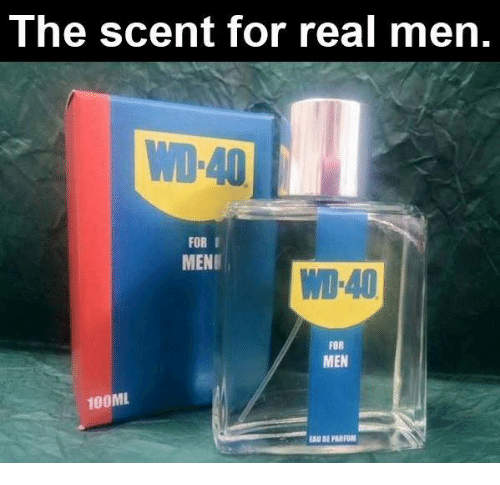 The scent for real men.
WD-40
FOR
MEN
100ML
WD-40
FOR
MEN
EAU DE PARFUM